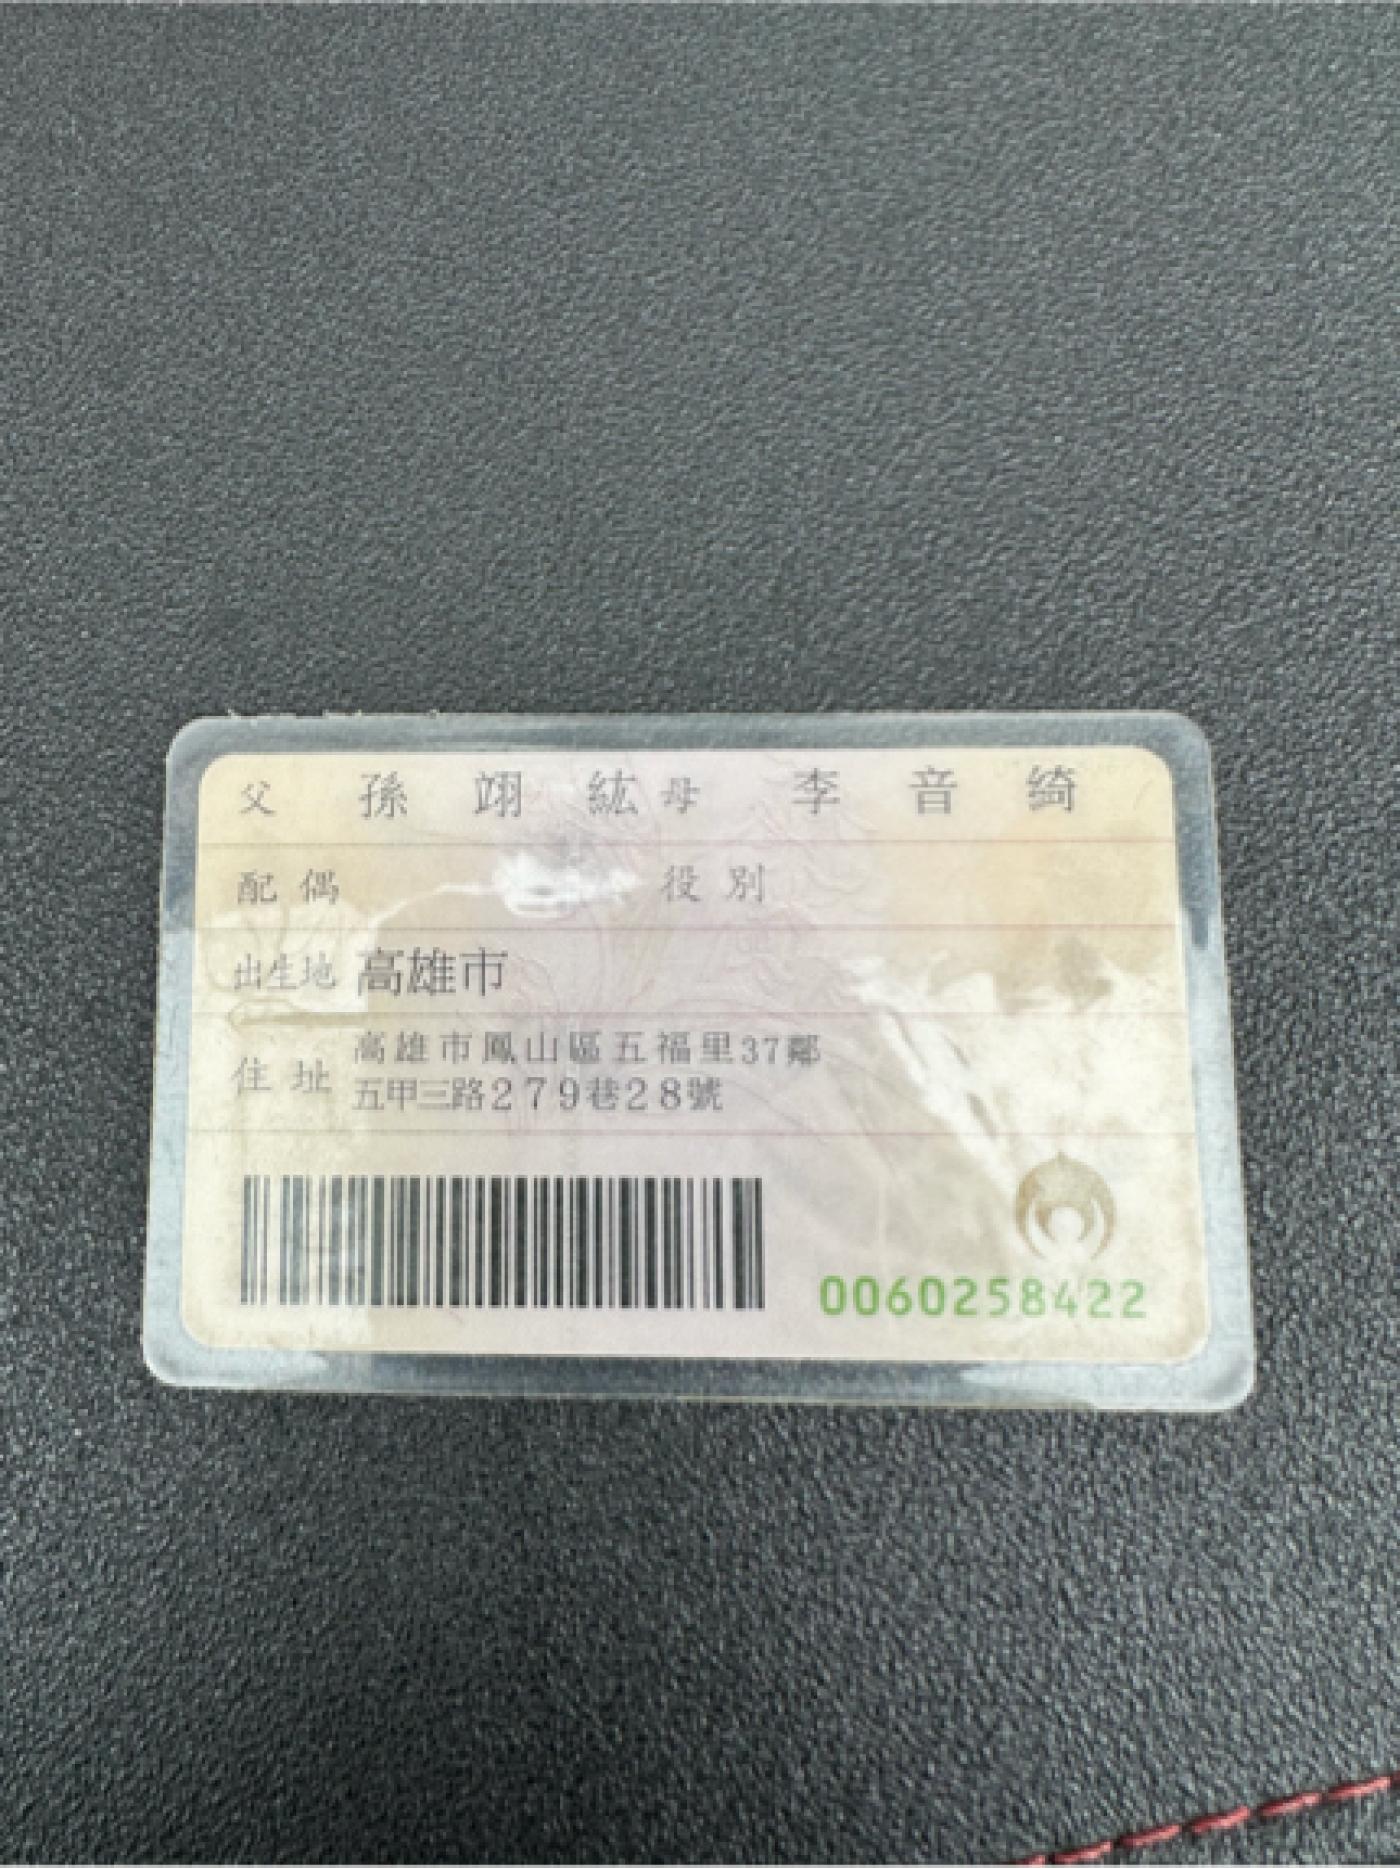 父 孫翊紘 母 李音綺
配偶 役別
出生地 高雄市
住址 高雄市鳳山區五福里37鄰
五甲三路279巷28號
0060258422